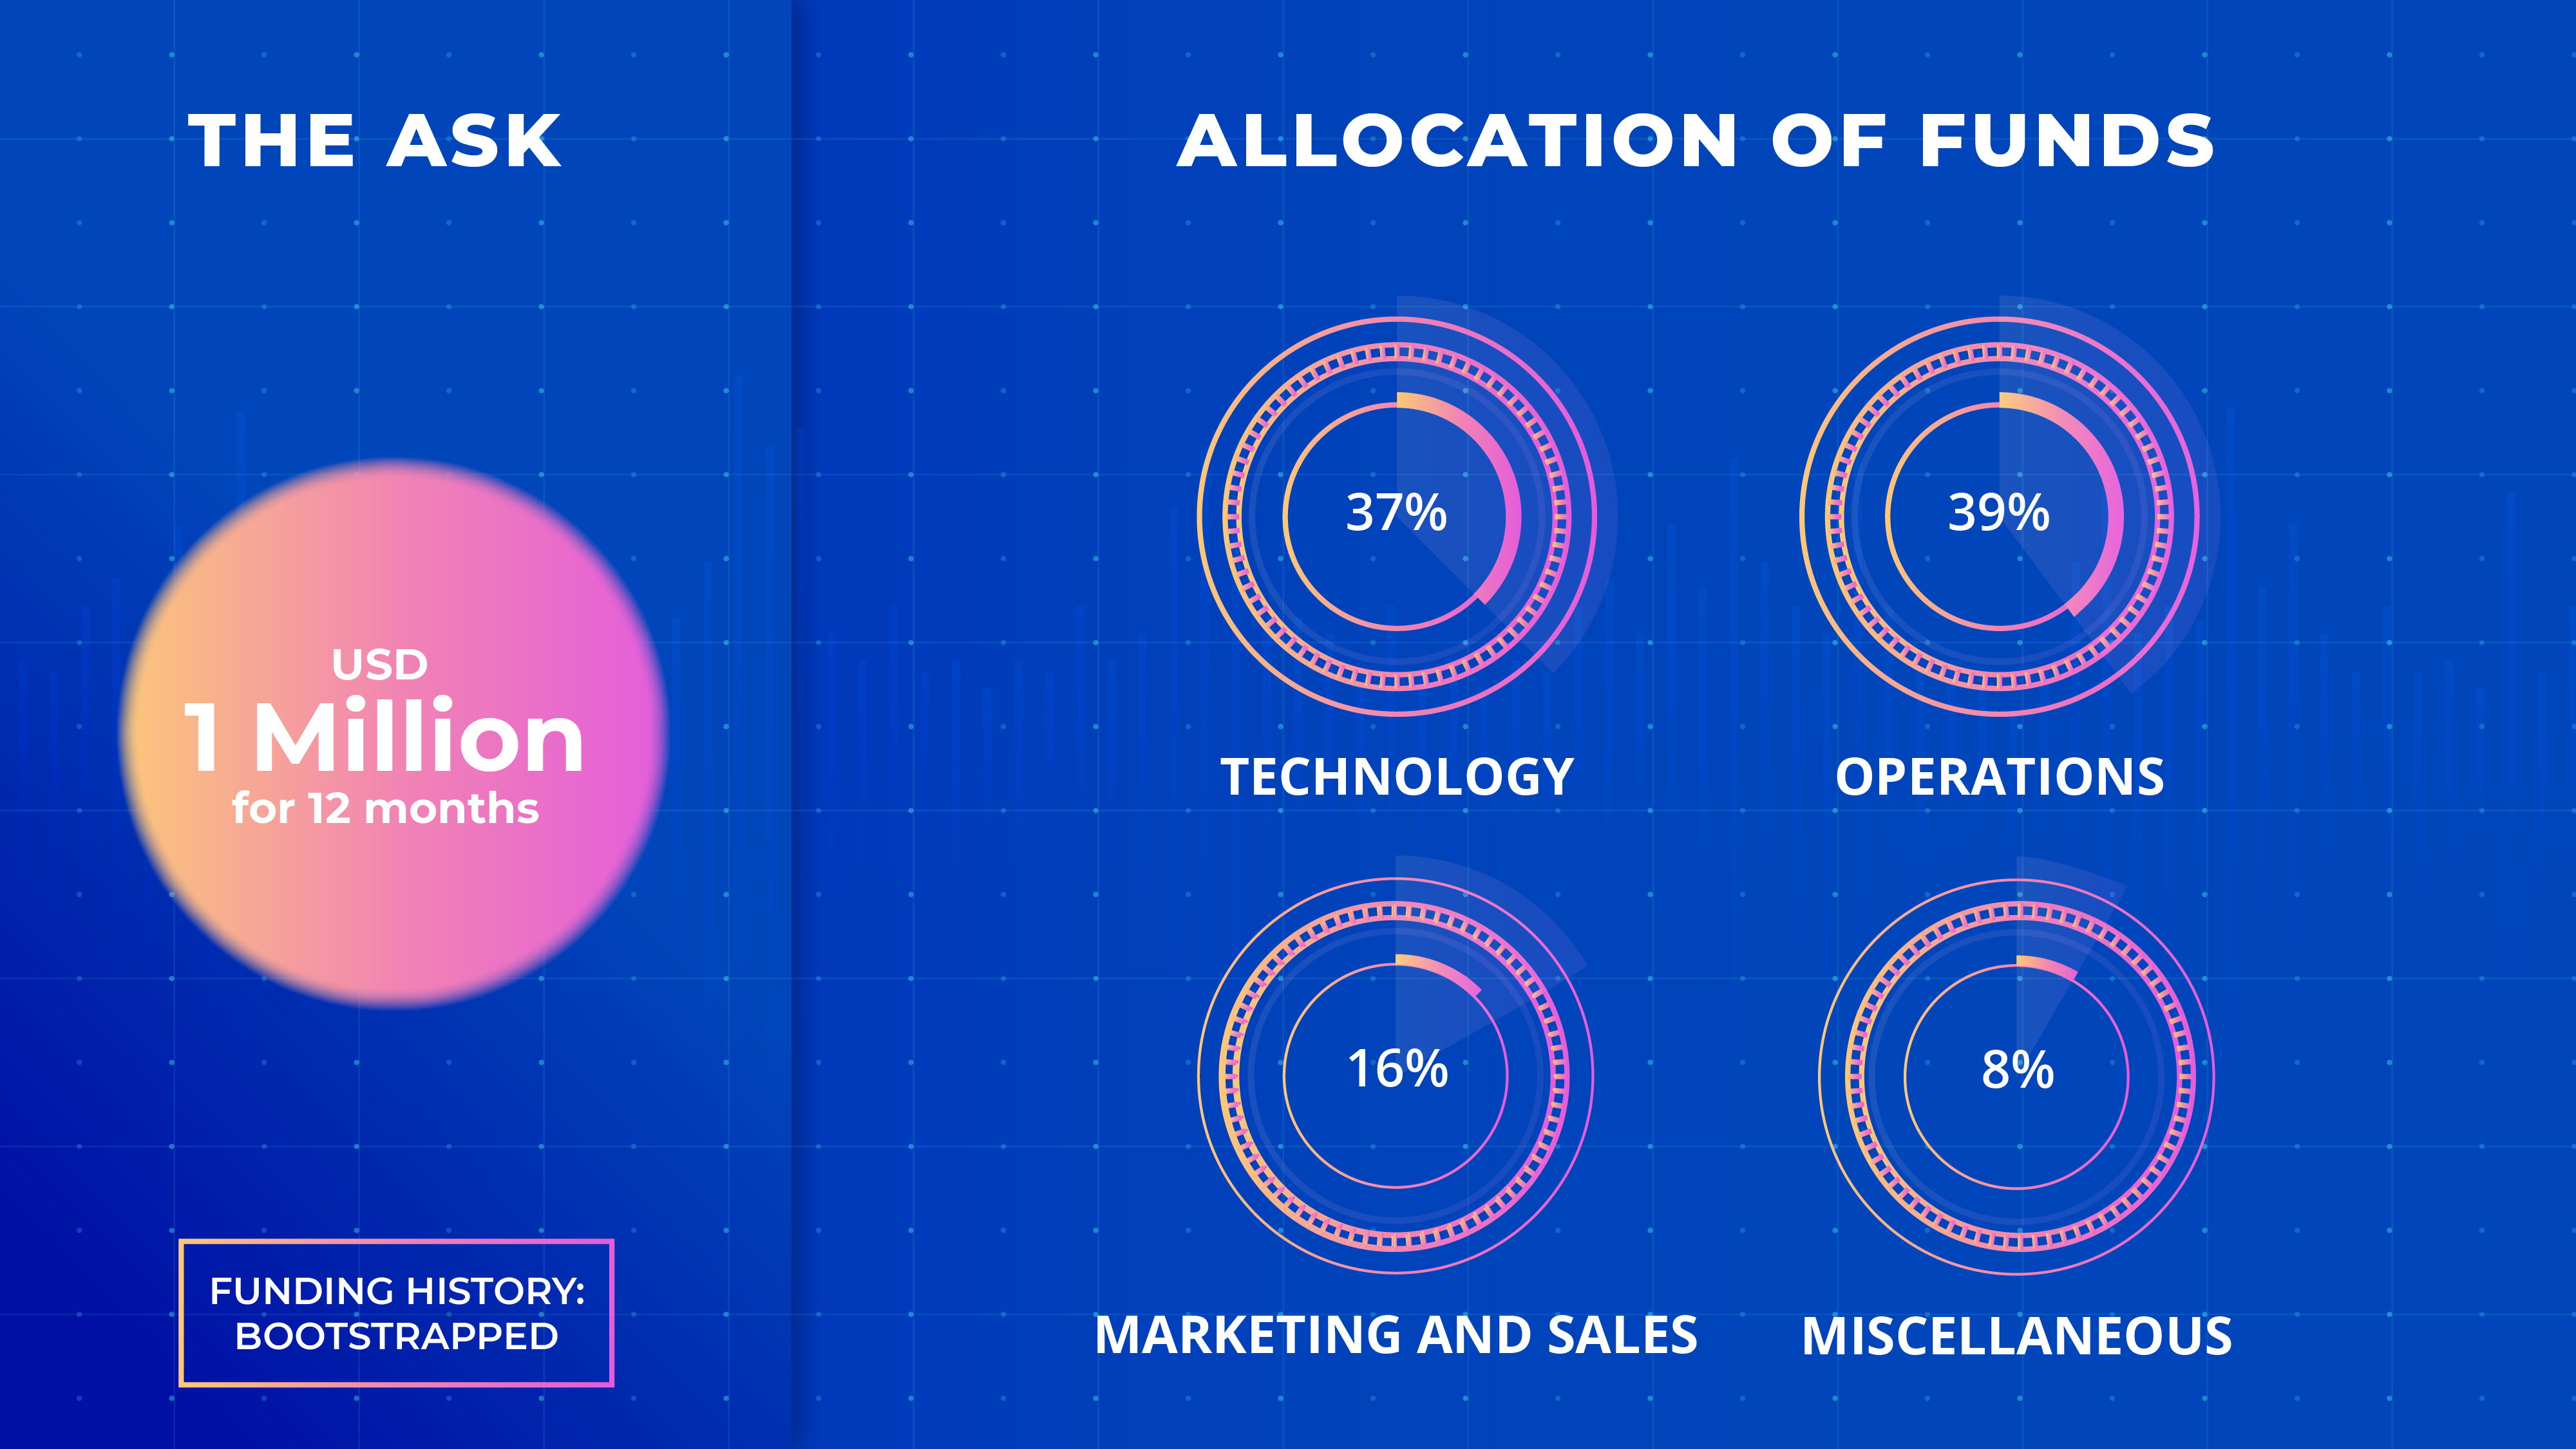 THE ASK
USD
1 Million
for 12 months
FUNDING HISTORY:
BOOTSTRAPPED
ALLOCATION OF FUNDS
37%
TECHNOLOGY
39%
OPERATIONS
16%
MARKETING AND SALES
8%
MISCELLANEOUS